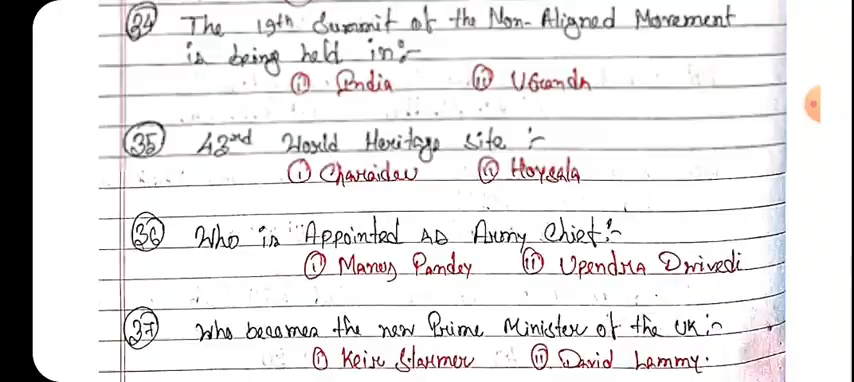 34 The 19th Summit of the Non-Aligned Movement
is being held in:-
(i) India (ii) Uganda
35 43rd World Heritage site :-
(i) Charaideu (ii) Hoysala
36 Who is Appointed as Army Chief:-
(i) Manoj Pandey (ii) Upendra Dwivedi
37 who becomes the new Prime Minister of the UK:-
(i) Keir Starmer (ii) David Lammy.